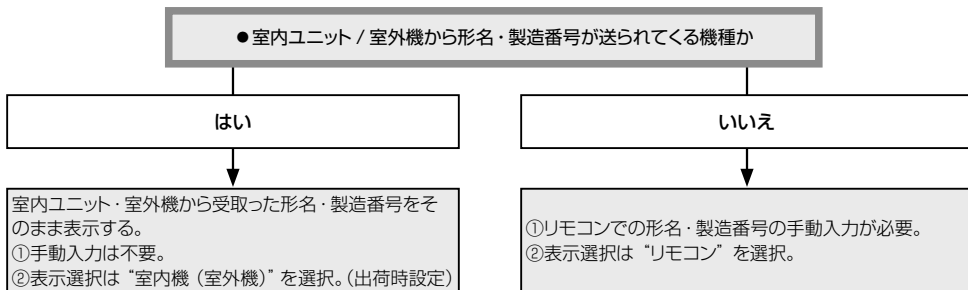 ●室内ユニット / 室外機から形名・製造番号が送られてくる機種か
はい
いいえ
室内ユニット・室外機から受取った形名・製造番号をそ
のまま表示する。
①手動入力は不要。
②表示選択は“室内機（室外機）”を選択。（出荷時設定）
①リモコンでの形名・製造番号の手動入力が必要。
②表示選択は“リモコン”を選択。